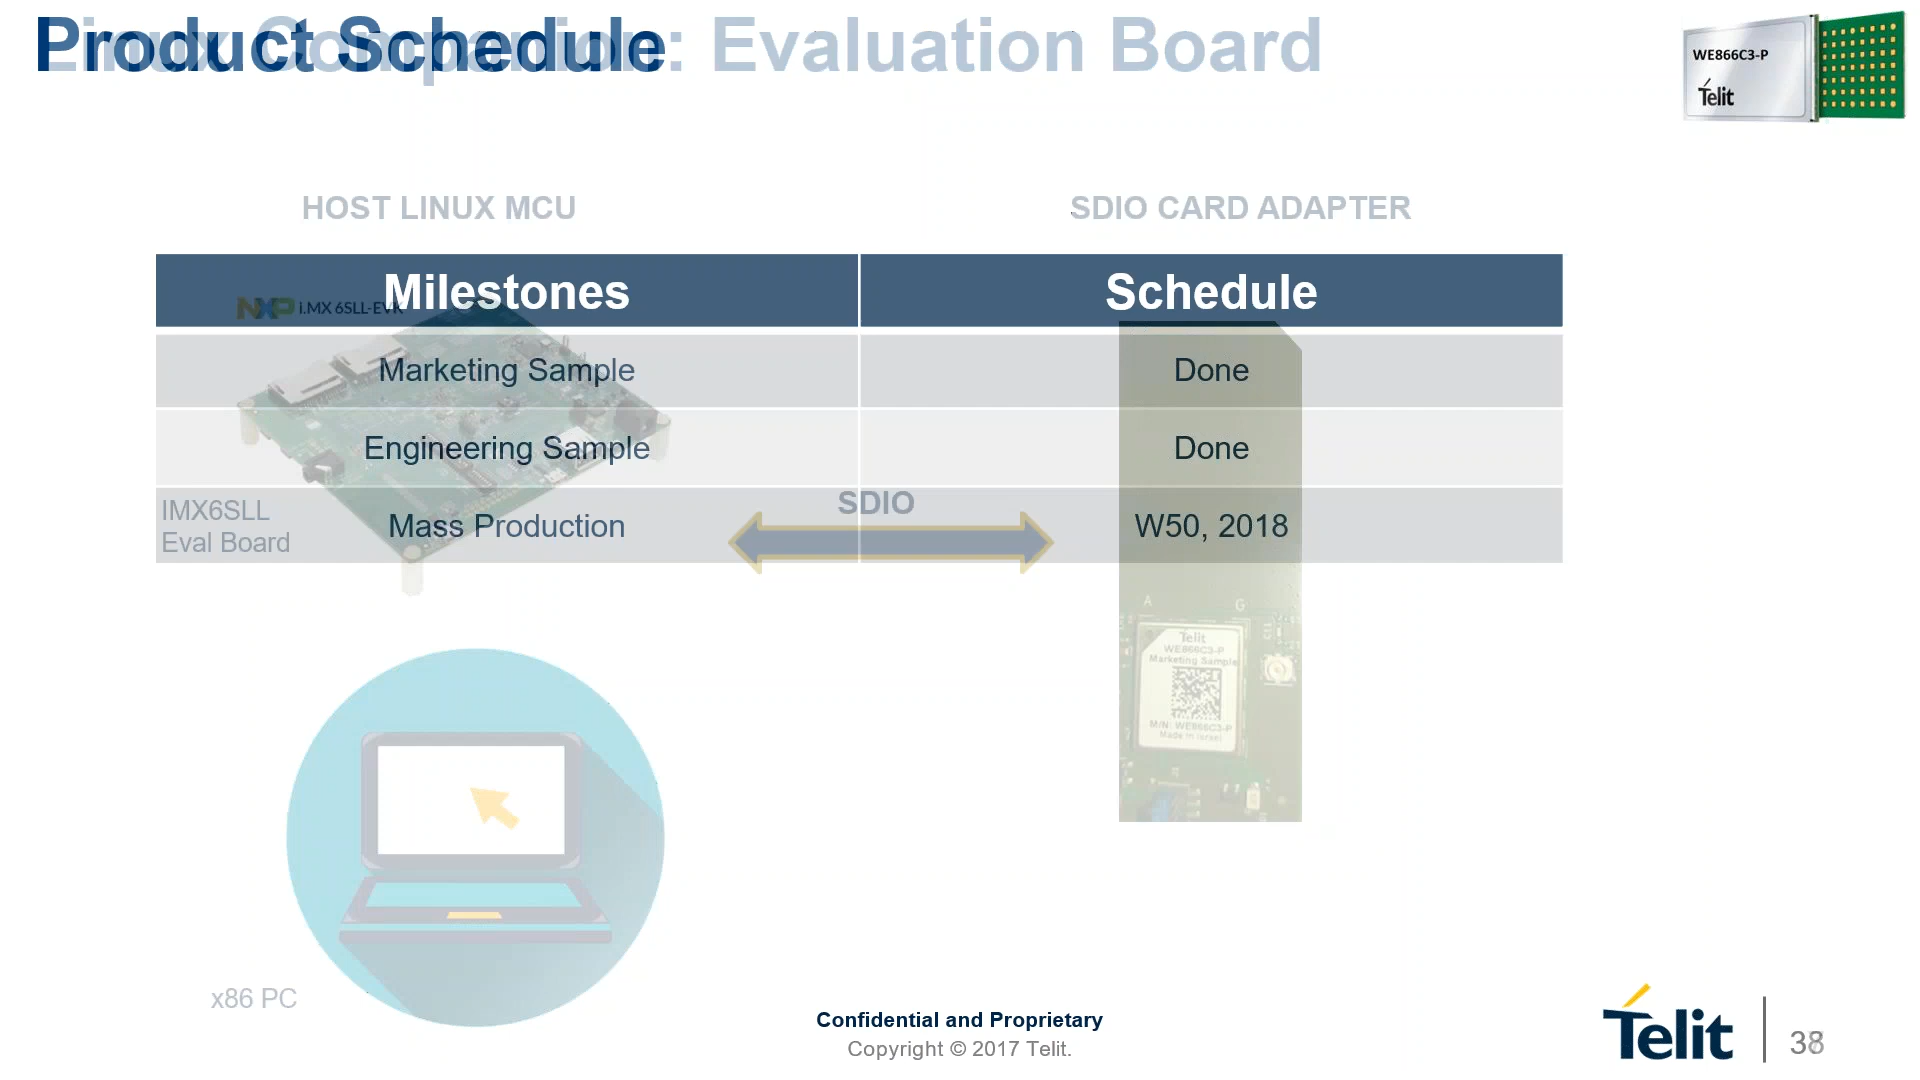 Product Schedule
Linux Companion: Evaluation Board
WE866C3-P
Telit
HOST LINUX MCU
SDIO CARD ADAPTER
Milestones
Schedule
NXP i.MX 6SLL-EVK
Marketing Sample
Done
Engineering Sample
Done
SDIO
IMX6SLL
Eval Board
Mass Production
W50, 2018
A
G
Telit
WE866C3-P
Marketing Sample
M/N: WE866C3-P
Made in Israel
x86 PC
Confidential and Proprietary
Copyright © 2017 Telit.
Telit
38